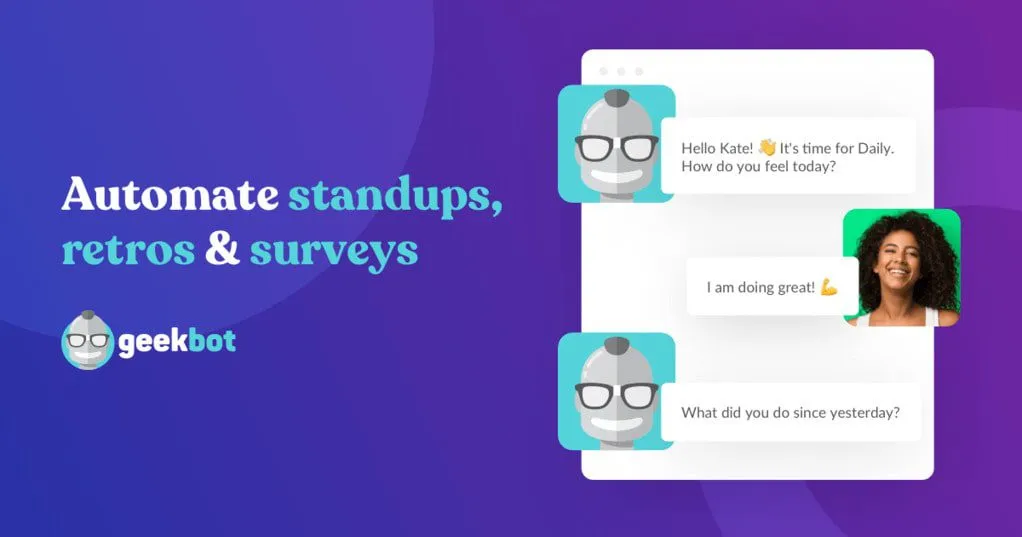 Automate standups,
retros & surveys
geekbot
Hello Kate! 👋 It's time for Daily.
How do you feel today?
I am doing great! 💪
What did you do since yesterday?